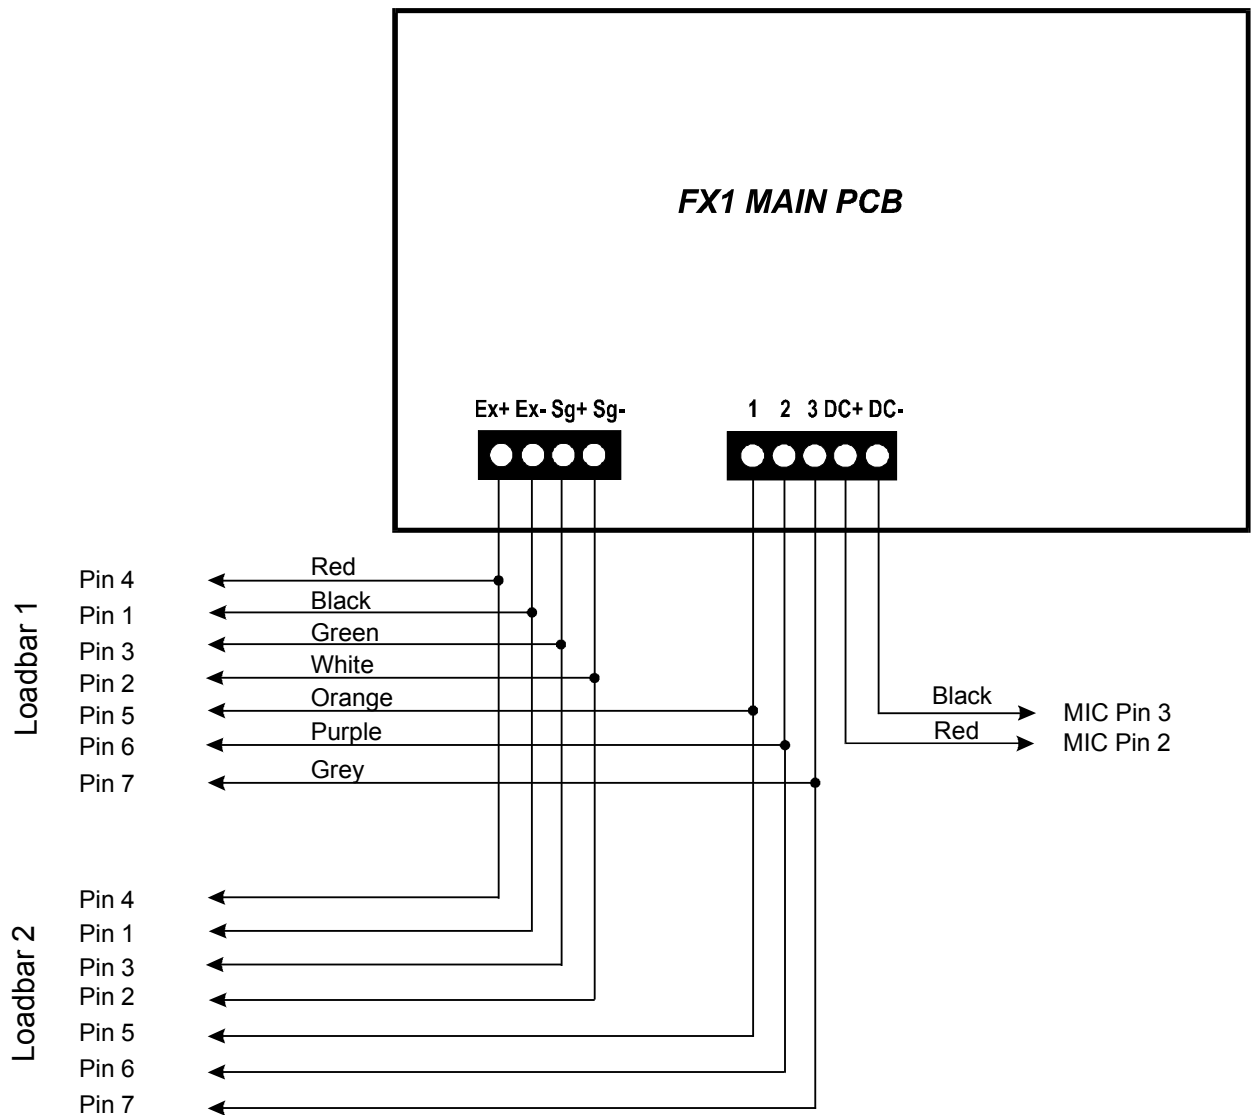 FX1 MAIN PCB
Ex+ Ex- Sg+ Sg-
1 2 3 DC+ DC-
Loadbar 1
Pin 4 Red
Pin 1 Black
Pin 3 Green
Pin 2 White
Pin 5 Orange
Pin 6 Purple
Pin 7 Grey
Black MIC Pin 3
Red MIC Pin 2
Loadbar 2
Pin 4
Pin 1
Pin 3
Pin 2
Pin 5
Pin 6
Pin 7